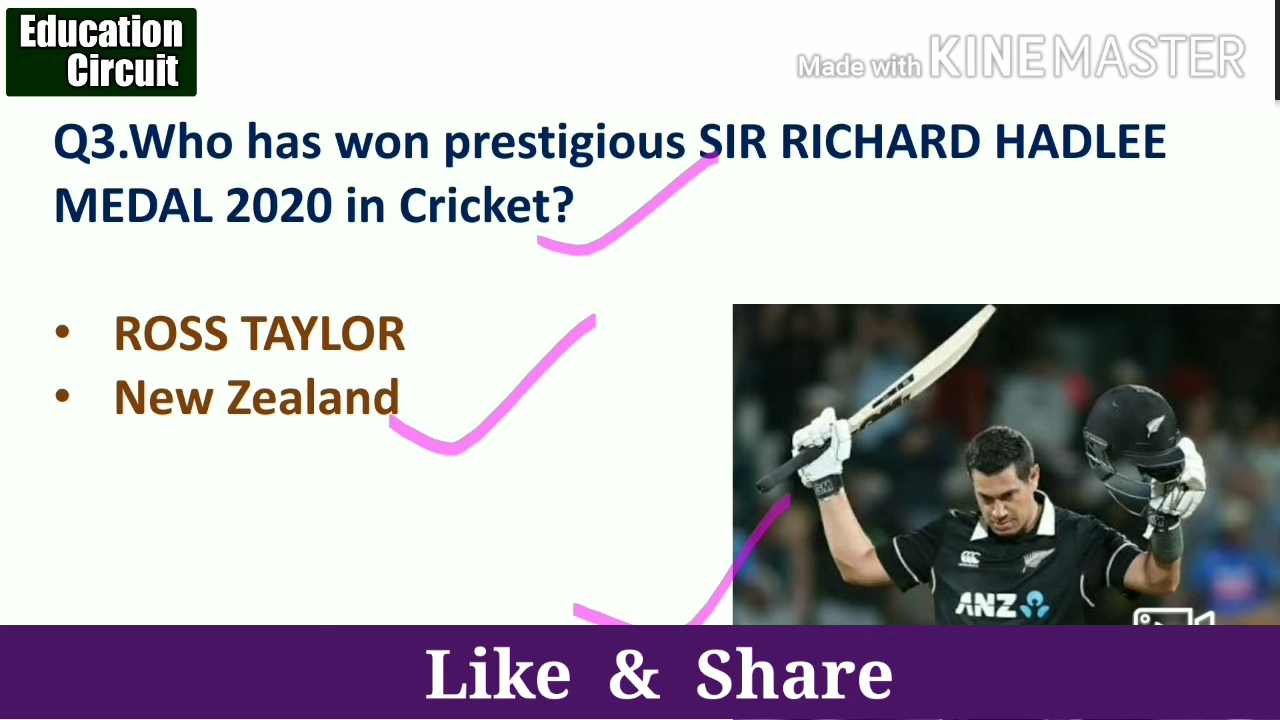 Education
Circuit
Made with KINEMASTER
Q3.Who has won prestigious SIR RICHARD HADLEE
MEDAL 2020 in Cricket?
• ROSS TAYLOR
• New Zealand
ANZ
Like & Share